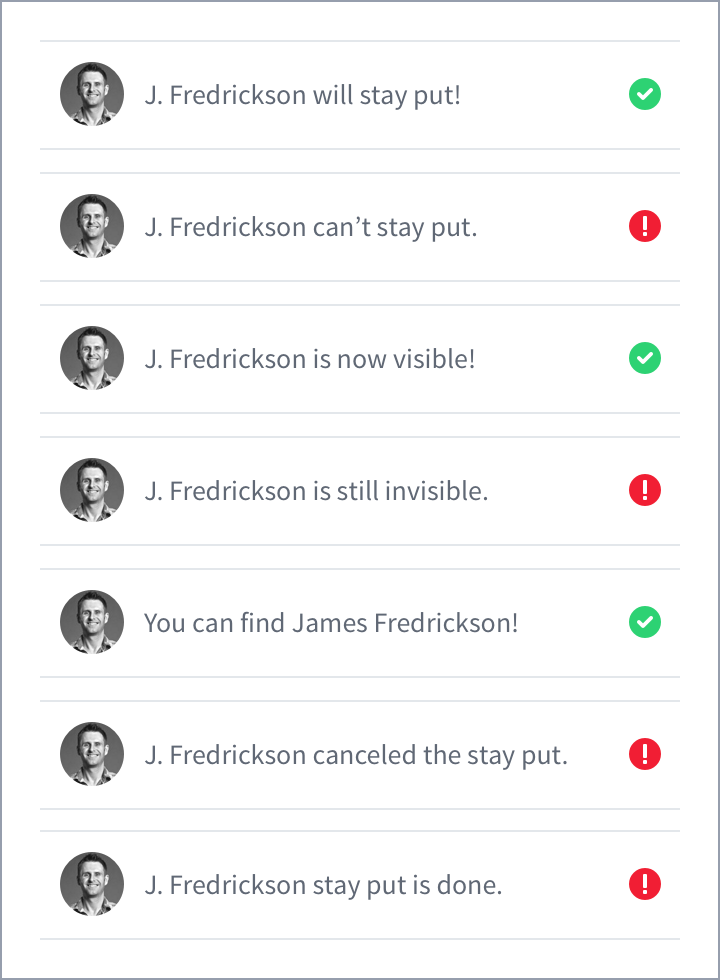 J. Fredrickson will stay put!
J. Fredrickson can’t stay put.
J. Fredrickson is now visible!
J. Fredrickson is still invisible.
You can find James Fredrickson!
J. Fredrickson canceled the stay put.
J. Fredrickson stay put is done.